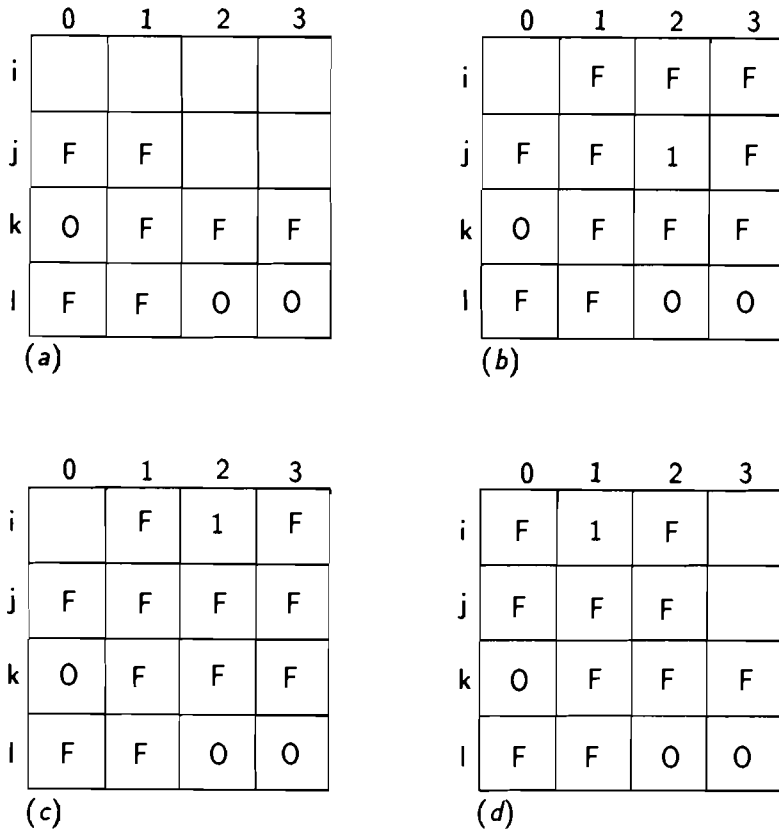 0 1 2 3
i
j F F
k O F F F
l F F O O
(a)
0 1 2 3
i F F F
j F F 1 F
k O F F F
l F F O O
(b)
0 1 2 3
i F 1 F
j F F F F
k O F F F
l F F O O
(c)
0 1 2 3
i F 1 F
j F F F
k O F F F
l F F O O
(d)